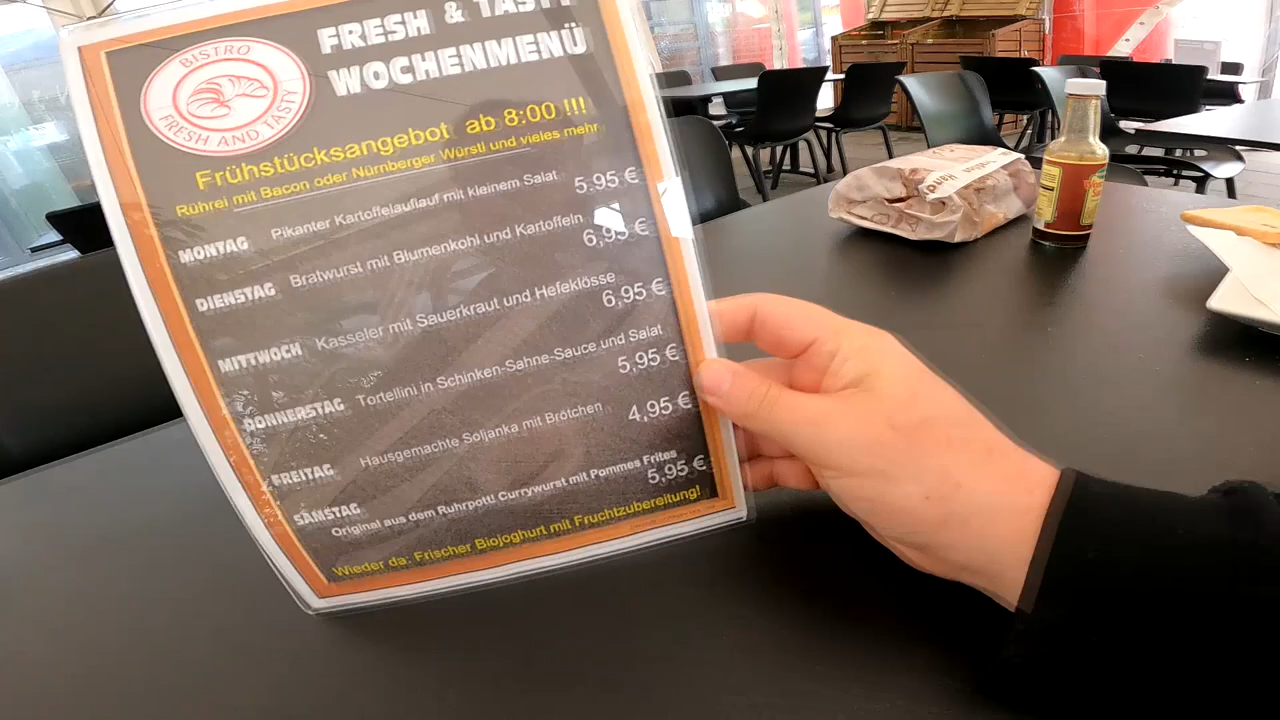 FRESH & TASTY
WOCHENMENÜ
BISTRO
FRESH AND TASTY
Frühstücksangebot ab 8:00 !!!
Rührei mit Bacon oder Nürnberger Würstl und vieles mehr
MONTAG Pikanter Kartoffelauflauf mit kleinem Salat 5.95 €
DIENSTAG Bratwurst mit Blumenkohl und Kartoffeln 6,95 €
MITTWOCH Kasseler mit Sauerkraut und Hefeklösse 6,95 €
DONNERSTAG Tortellini in Schinken-Sahne-Sauce und Salat 5,95 €
FREITAG Hausgemachte Soljanka mit Brötchen 4,95 €
SAMSTAG Original aus dem Ruhrpott! Currywurst mit Pommes Frites 5,95 €
Wieder da: Frischer Biojoghurt mit Fruchtzubereitung!